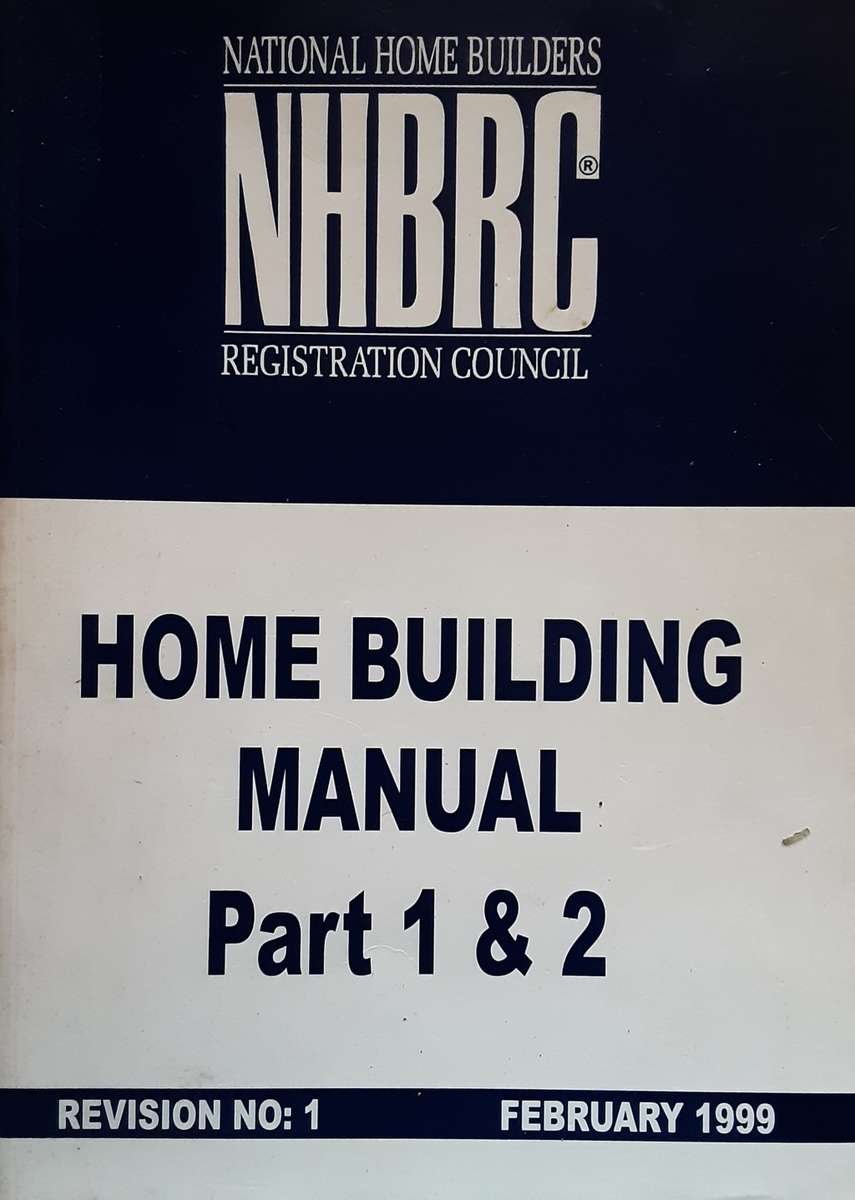 NATIONAL HOME BUILDERS
NHBRC®
REGISTRATION COUNCIL
HOME BUILDING
MANUAL
Part 1 & 2
REVISION NO: 1 FEBRUARY 1999